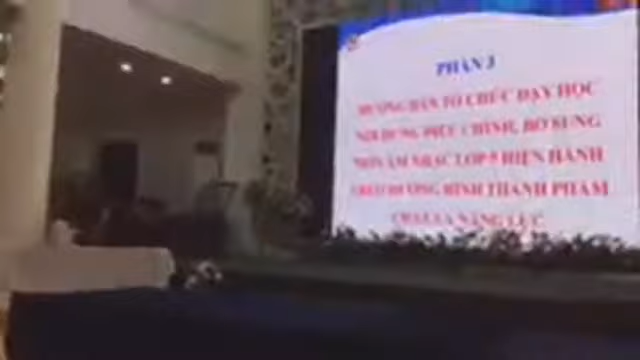 PHẦN 3
HƯỚNG DẪN TỔ CHỨC DẠY HỌC
NỘI DUNG ĐIỀU CHỈNH, BỔ SUNG
MÔN ÂM NHẠC LỚP 5 HIỆN HÀNH
THEO HƯỚNG HÌNH THÀNH PHẨM
CHẤT VÀ NĂNG LỰC